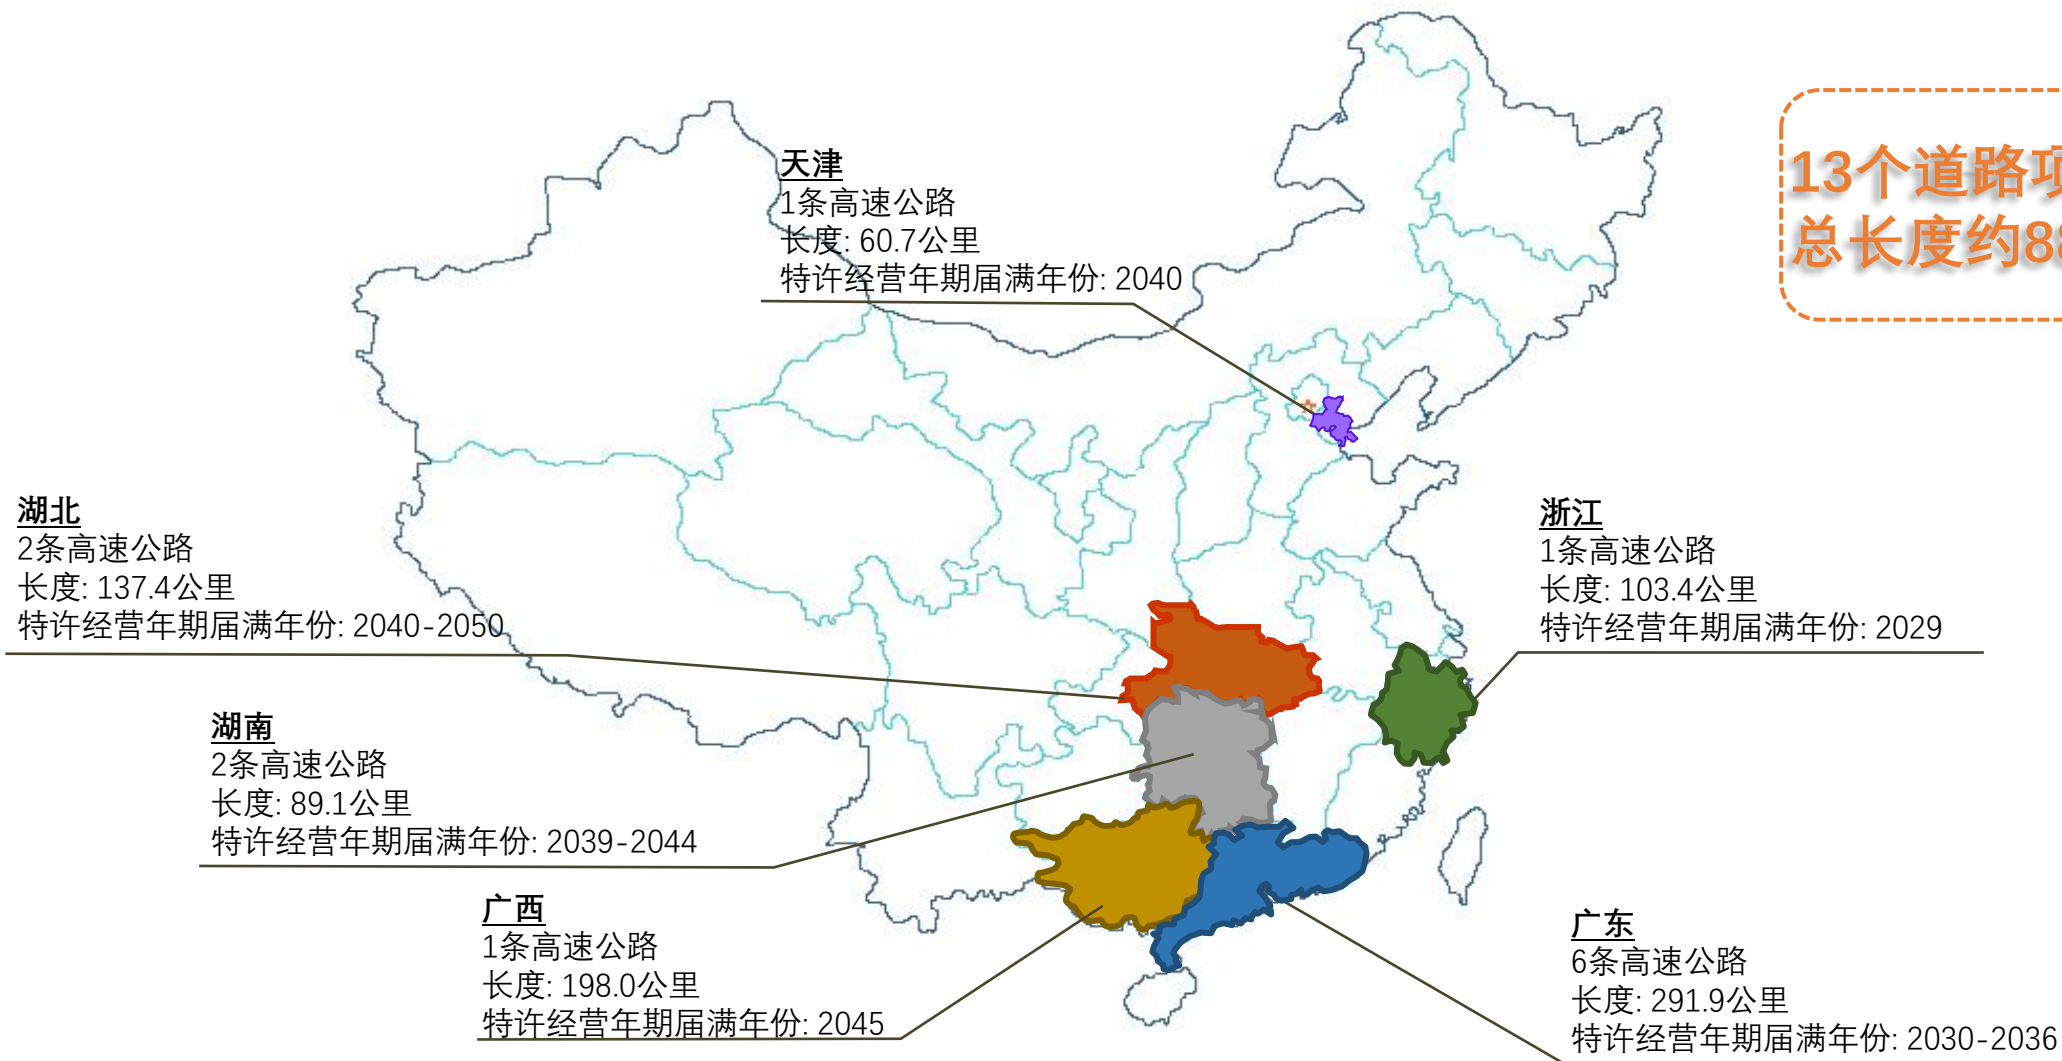 天津
1条高速公路
长度: 60.7公里
特许经营年期届满年份: 2040
13个道路项
总长度约88
湖北
2条高速公路
长度: 137.4公里
特许经营年期届满年份: 2040-2050
浙江
1条高速公路
长度: 103.4公里
特许经营年期届满年份: 2029
湖南
2条高速公路
长度: 89.1公里
特许经营年期届满年份: 2039-2044
广西
1条高速公路
长度: 198.0公里
特许经营年期届满年份: 2045
广东
6条高速公路
长度: 291.9公里
特许经营年期届满年份: 2030-2036